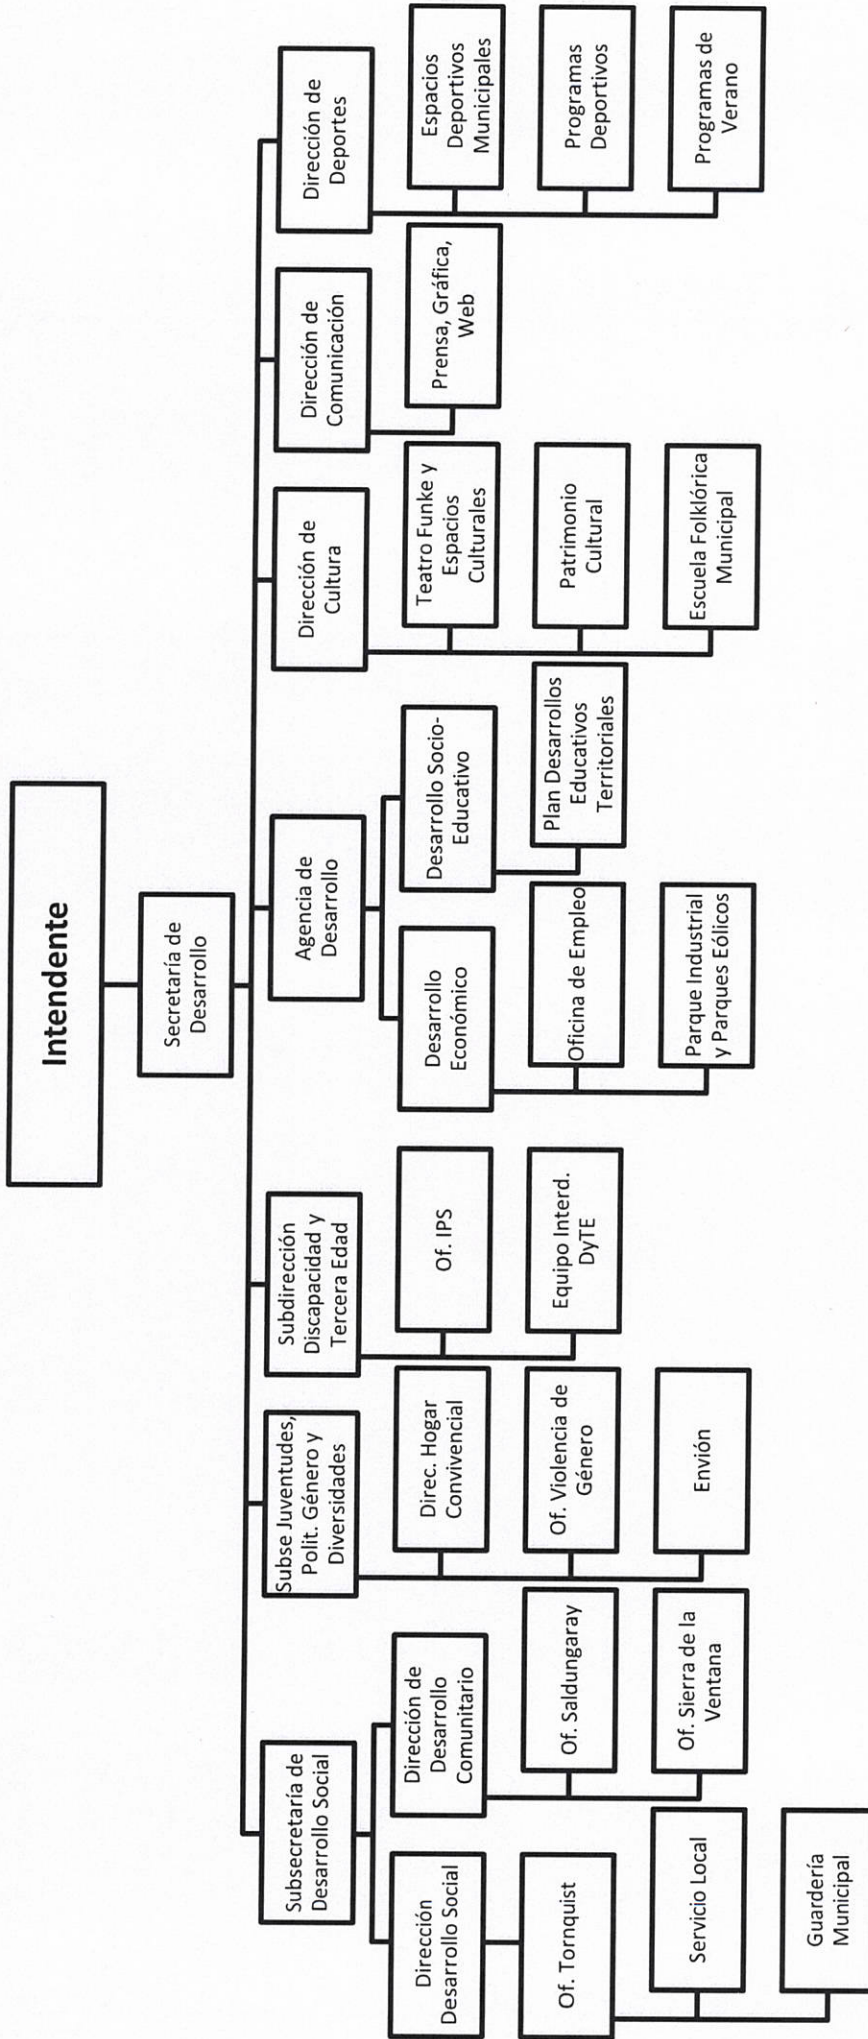 Intendente
Secretaría de
Desarrollo
Subsecretaría de
Desarrollo Social
Dirección
Desarrollo Social
Of. Tornquist
Servicio Local
Guardería
Municipal
Dirección de
Desarrollo
Comunitario
Of. Saldungaray
Of. Sierra de la
Ventana
Subse Juventudes,
Polit. Género y
Diversidades
Direc. Hogar
Convivencial
Of. Violencia de
Género
Envión
Subdirección
Discapacidad y
Tercera Edad
Of. IPS
Equipo Interd.
DyTE
Agencia de
Desarrollo
Desarrollo
Económico
Oficina de Empleo
Parque Industrial
y Parques Eólicos
Desarrollo Socio-
Educativo
Plan Desarrollos
Educativos
Territoriales
Dirección de
Cultura
Teatro Funke y
Espacios
Culturales
Patrimonio
Cultural
Escuela Folklórica
Municipal
Dirección de
Comunicación
Prensa, Gráfica,
Web
Dirección de
Deportes
Espacios
Deportivos
Municipales
Programas
Deportivos
Programas de
Verano